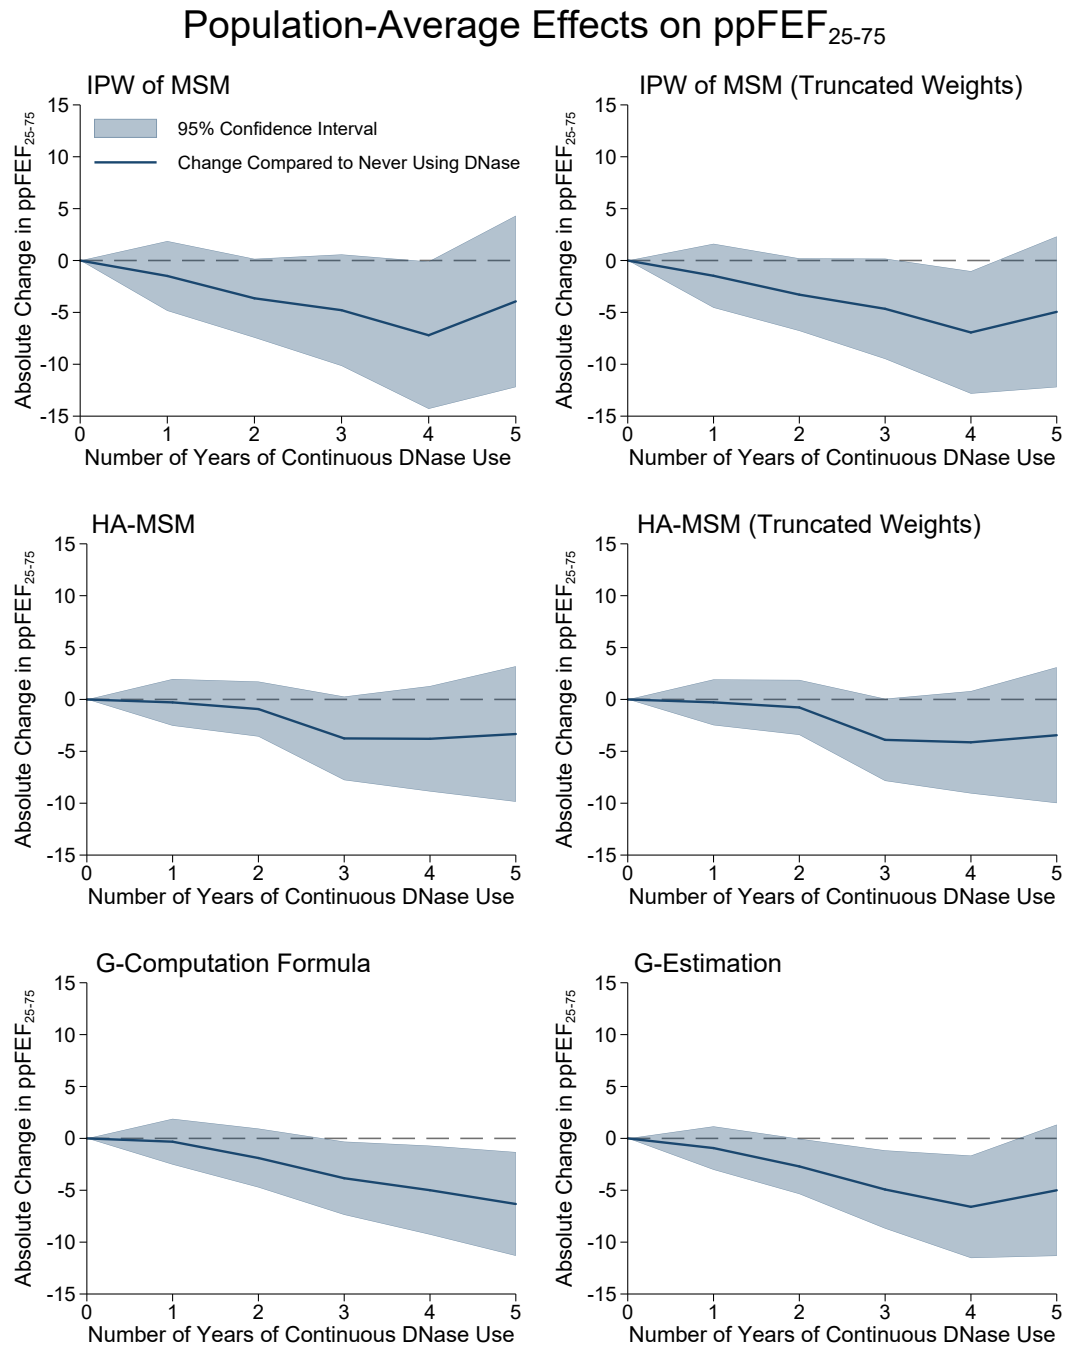 Population-Average Effects on ppFEF25-75
IPW of MSM
Absolute Change in ppFEF25-75
15
10
5
0
-5
-10
-15
95% Confidence Interval
Change Compared to Never Using DNase
0 1 2 3 4 5
Number of Years of Continuous DNase Use
IPW of MSM (Truncated Weights)
Absolute Change in ppFEF25-75
15
10
5
0
-5
-10
-15
0 1 2 3 4 5
Number of Years of Continuous DNase Use
HA-MSM
Absolute Change in ppFEF25-75
15
10
5
0
-5
-10
-15
0 1 2 3 4 5
Number of Years of Continuous DNase Use
HA-MSM (Truncated Weights)
Absolute Change in ppFEF25-75
15
10
5
0
-5
-10
-15
0 1 2 3 4 5
Number of Years of Continuous DNase Use
G-Computation Formula
Absolute Change in ppFEF25-75
15
10
5
0
-5
-10
-15
0 1 2 3 4 5
Number of Years of Continuous DNase Use
G-Estimation
Absolute Change in ppFEF25-75
15
10
5
0
-5
-10
-15
0 1 2 3 4 5
Number of Years of Continuous DNase Use